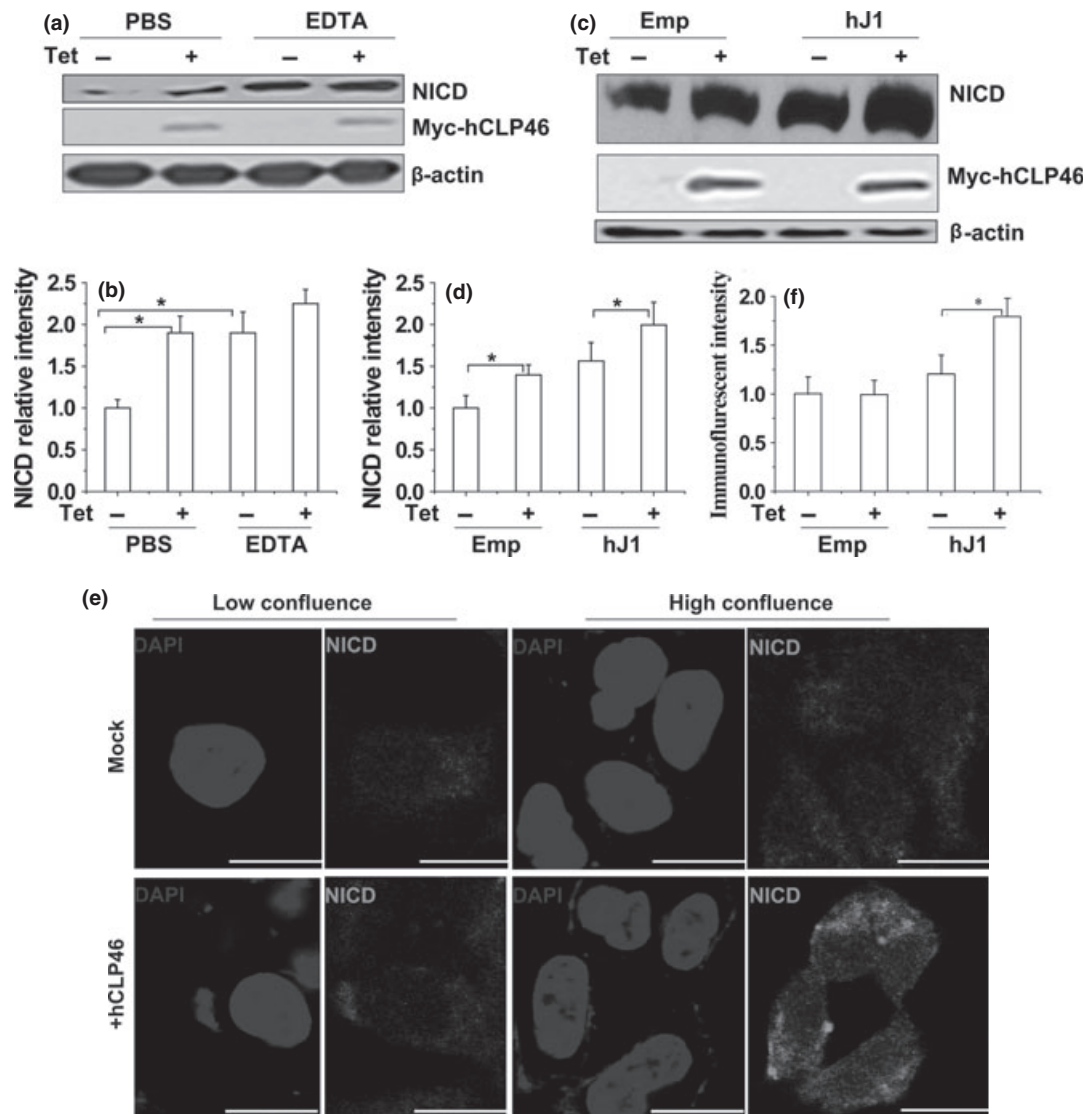 (a) PBS EDTA
Tet – + – +
NICD
Myc-hCLP46
β-actin
(c) Emp hJ1
Tet – + – +
NICD
Myc-hCLP46
β-actin
(b)
NICD relative intensity
2.5
2.0
1.5
1.0
0.5
0.0
* *
Tet – + – +
PBS EDTA
(d)
NICD relative intensity
2.5
2.0
1.5
1.0
0.5
0.0
* *
Tet – + – +
Emp hJ1
(f)
Immunoflurescent intensity
2.0
1.5
1.0
0.5
0.0
*
Tet – + – +
Emp hJ1
(e)
Low confluence High confluence
Mock
DAPI NICD DAPI NICD
+hCLP46
DAPI NICD DAPI NICD